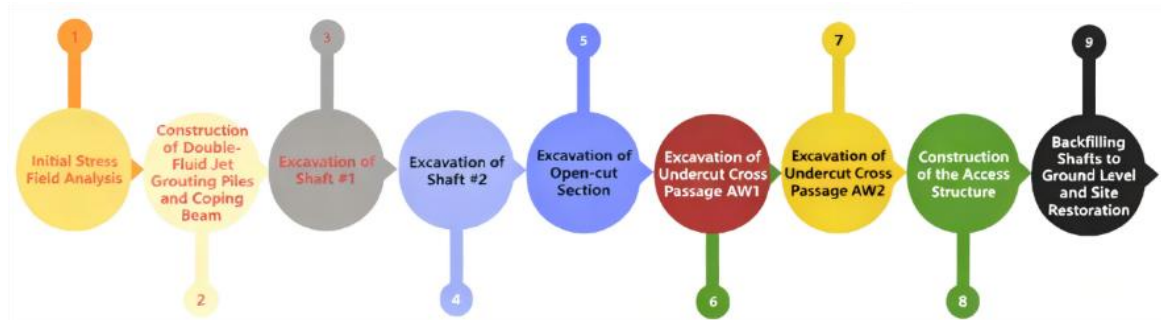 1
Initial Stress
Field Analysis
Construction
of Double-
Fluid Jet
Grouting Piles
and Coping
Beam
2
3
Excavation of
Shaft #1
Excavation of
Shaft #2
4
5
Excavation of
Open-cut
Section
Excavation of
Undercut Cross
Passage AW1
6
7
Excavation of
Undercut Cross
Passage AW2
Construction
of the Access
Structure
8
9
Backfilling
Shafts to
Ground Level
and Site
Restoration